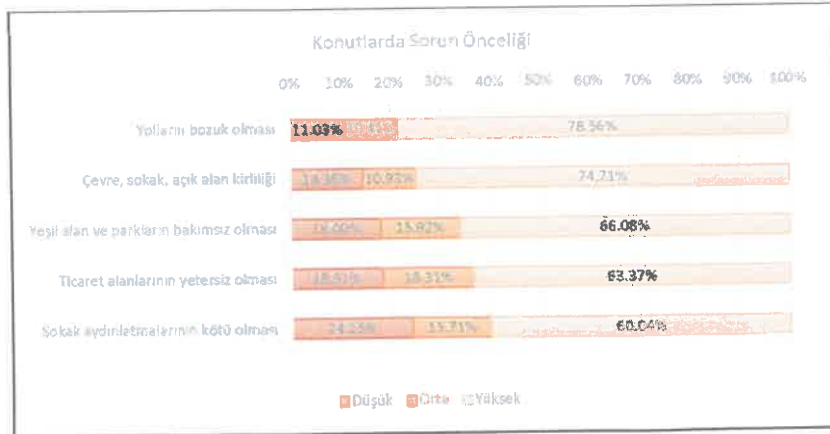 Konutlarda Sorun Önceliği
0% 10% 20% 30% 40% 50% 60% 70% 80% 90% 100%
Yolların bozuk olması 11.03% 78.56%
Çevre, sokak, açık alan kirliliği 74.71%
Yeşil alan ve parkların bakımsız olması 18.00% 15.92% 66.08%
Ticaret alanlarının yetersiz olması 18.31% 63.37%
Sokak aydınlatmalarının kötü olması 24.25% 15.71% 60.04%
Düşük Orta Yüksek